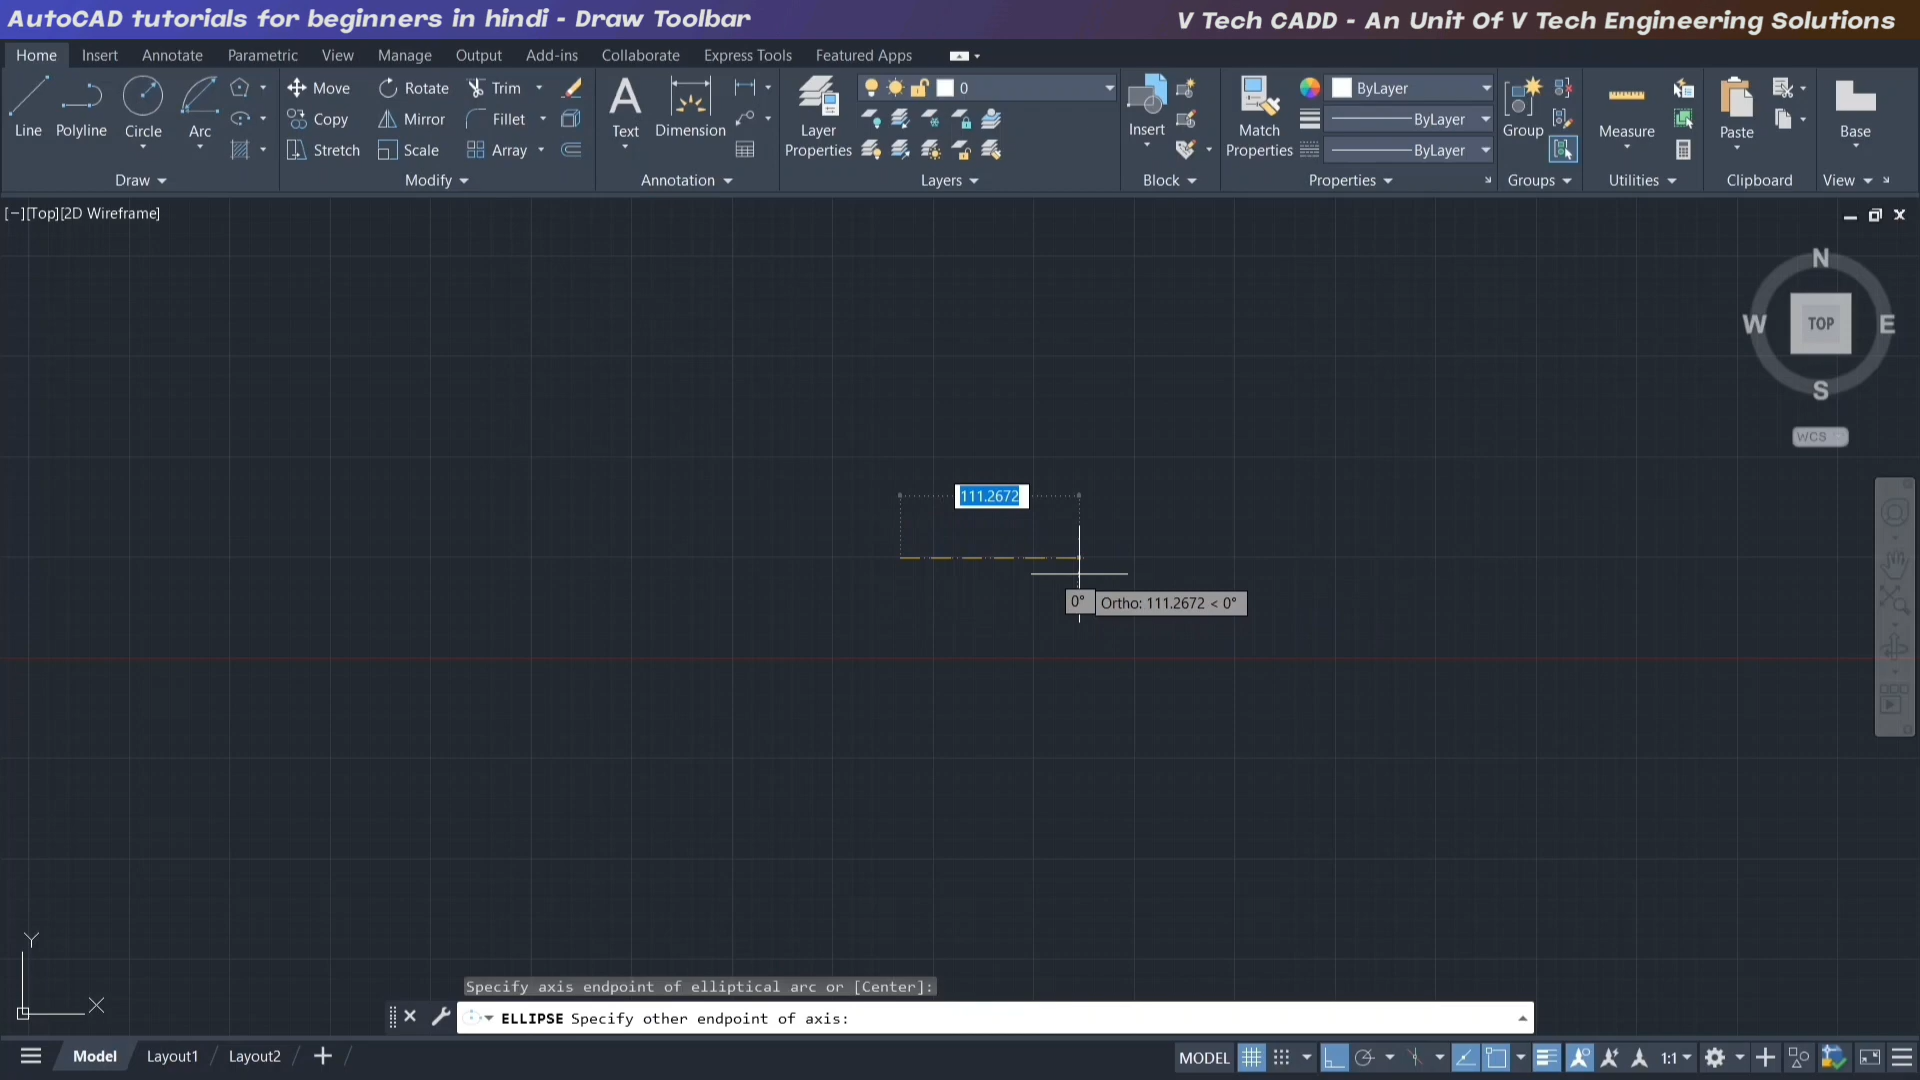 AutoCAD tutorials for beginners in hindi - Draw Toolbar
V Tech CADD - An Unit Of V Tech Engineering Solutions
Home Insert Annotate Parametric View Manage Output Add-ins Collaborate Express Tools Featured Apps
Line Polyline Circle Arc
Move Rotate Trim
Copy Mirror Fillet
Stretch Scale Array
Text Dimension
Layer Properties
0
Insert
Match Properties
ByLayer
ByLayer
ByLayer
Group
Measure
Paste
Base
Draw Modify Annotation Layers Block Properties Groups Utilities Clipboard View
[−][Top][2D Wireframe]
N
W TOP E
S
WCS
111.2672
0° Ortho: 111.2672 < 0°
Y
X
Specify axis endpoint of elliptical arc or [Center]:
ELLIPSE Specify other endpoint of axis:
Model Layout1 Layout2
MODEL 1:1